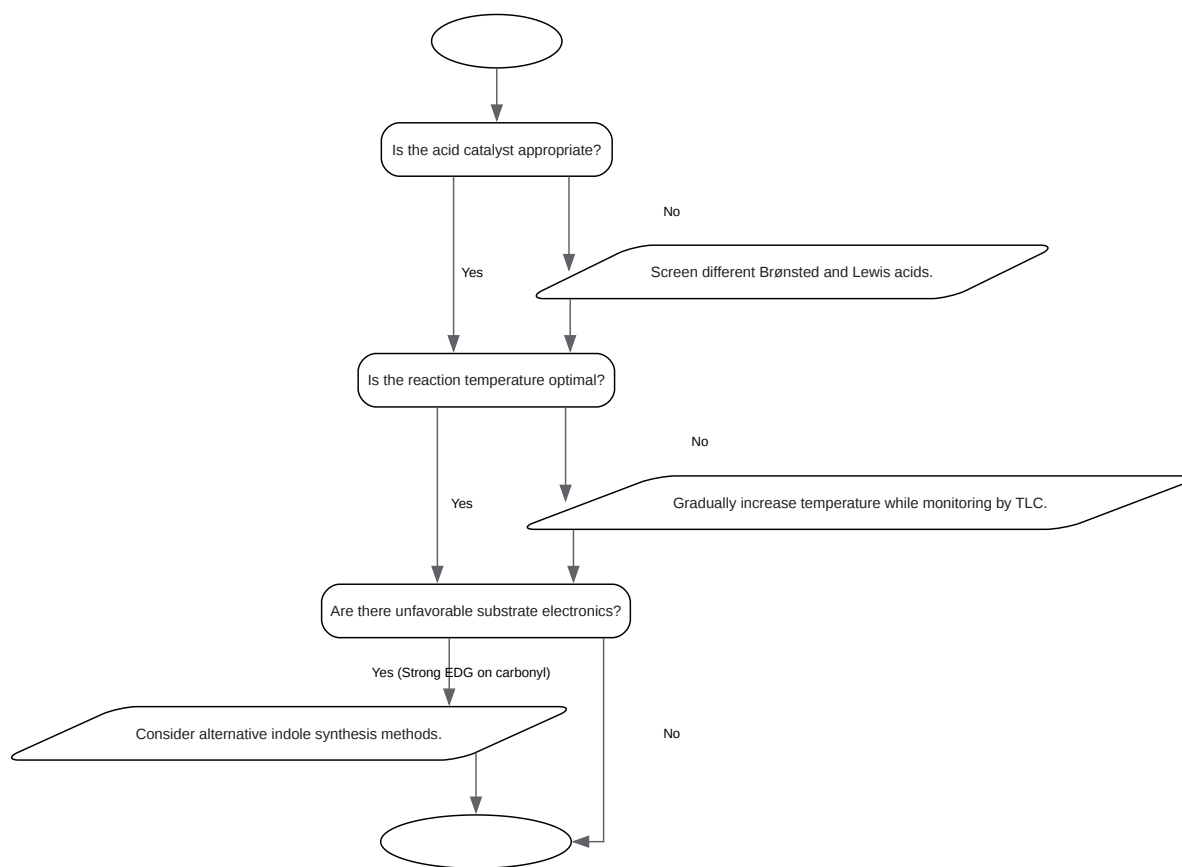 Is the acid catalyst appropriate?
No
Screen different Brønsted and Lewis acids.
Yes
Is the reaction temperature optimal?
No
Gradually increase temperature while monitoring by TLC.
Yes
Are there unfavorable substrate electronics?
Yes (Strong EDG on carbonyl)
Consider alternative indole synthesis methods.
No